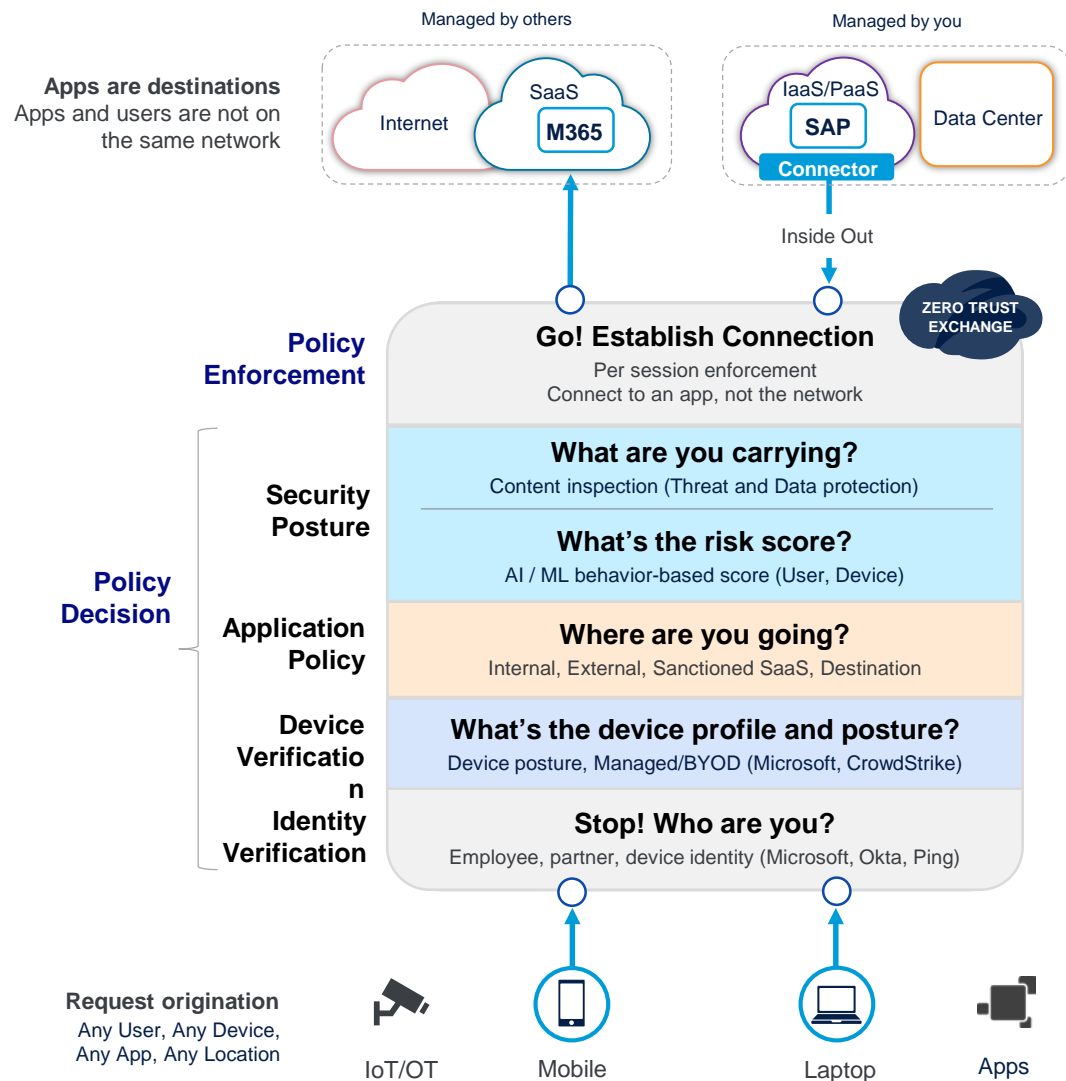 Managed by others
Managed by you
Apps are destinations
Apps and users are not on
the same network
Internet
SaaS
M365
IaaS/PaaS
SAP
Connector
Data Center
Inside Out
ZERO TRUST
EXCHANGE
Policy
Enforcement
Go! Establish Connection
Per session enforcement
Connect to an app, not the network
Policy
Decision
Security
Posture
What are you carrying?
Content inspection (Threat and Data protection)
What's the risk score?
AI / ML behavior-based score (User, Device)
Application
Policy
Where are you going?
Internal, External, Sanctioned SaaS, Destination
Device
Verificatio
n
What's the device profile and posture?
Device posture, Managed/BYOD (Microsoft, CrowdStrike)
Identity
Verification
Stop! Who are you?
Employee, partner, device identity (Microsoft, Okta, Ping)
Request origination
Any User, Any Device,
Any App, Any Location
IoT/OT
Mobile
Laptop
Apps